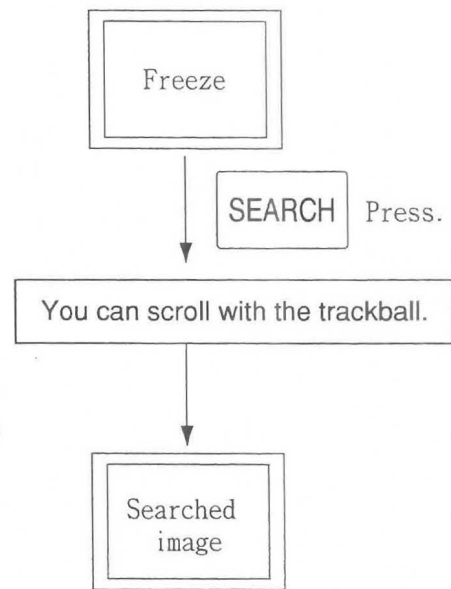 Freeze
SEARCH Press.
You can scroll with the trackball.
Searched
image